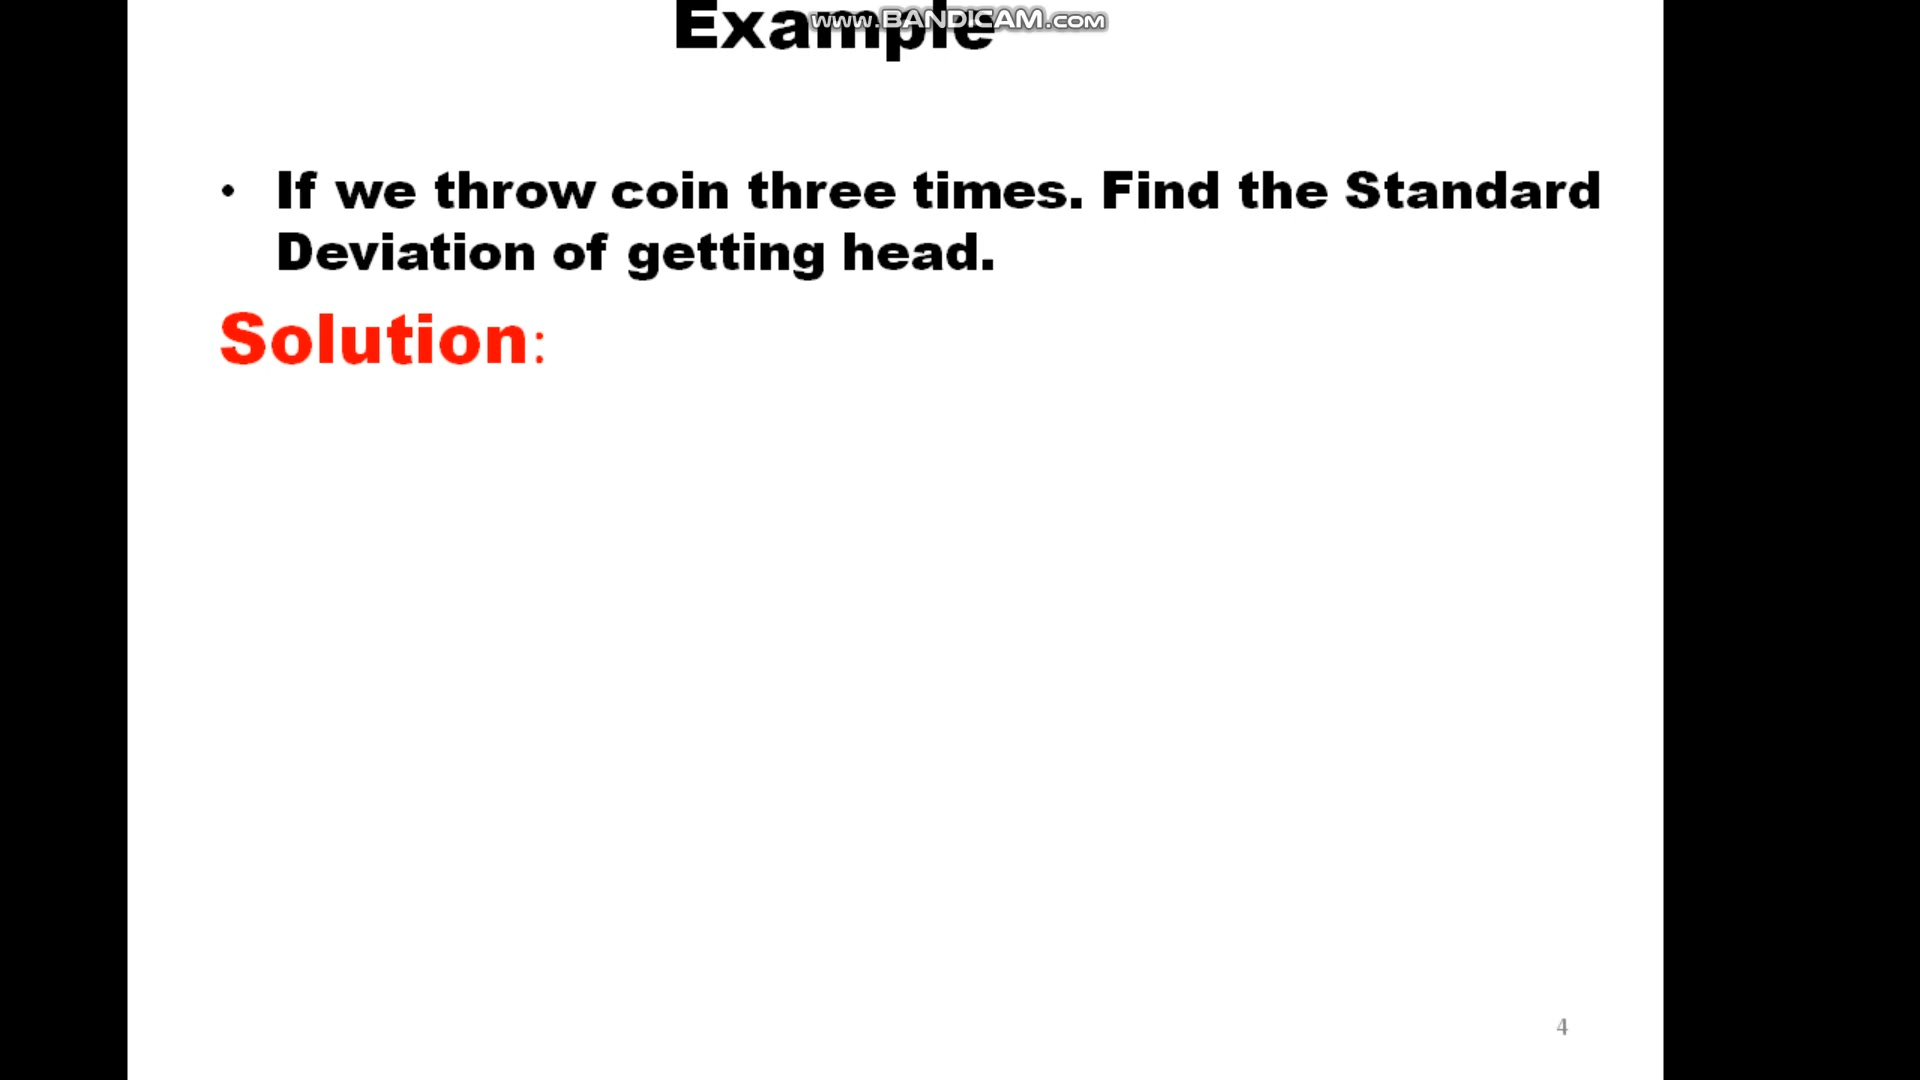 www.BANDICAM.com
Example
• If we throw coin three times. Find the Standard
Deviation of getting head.
Solution:
4